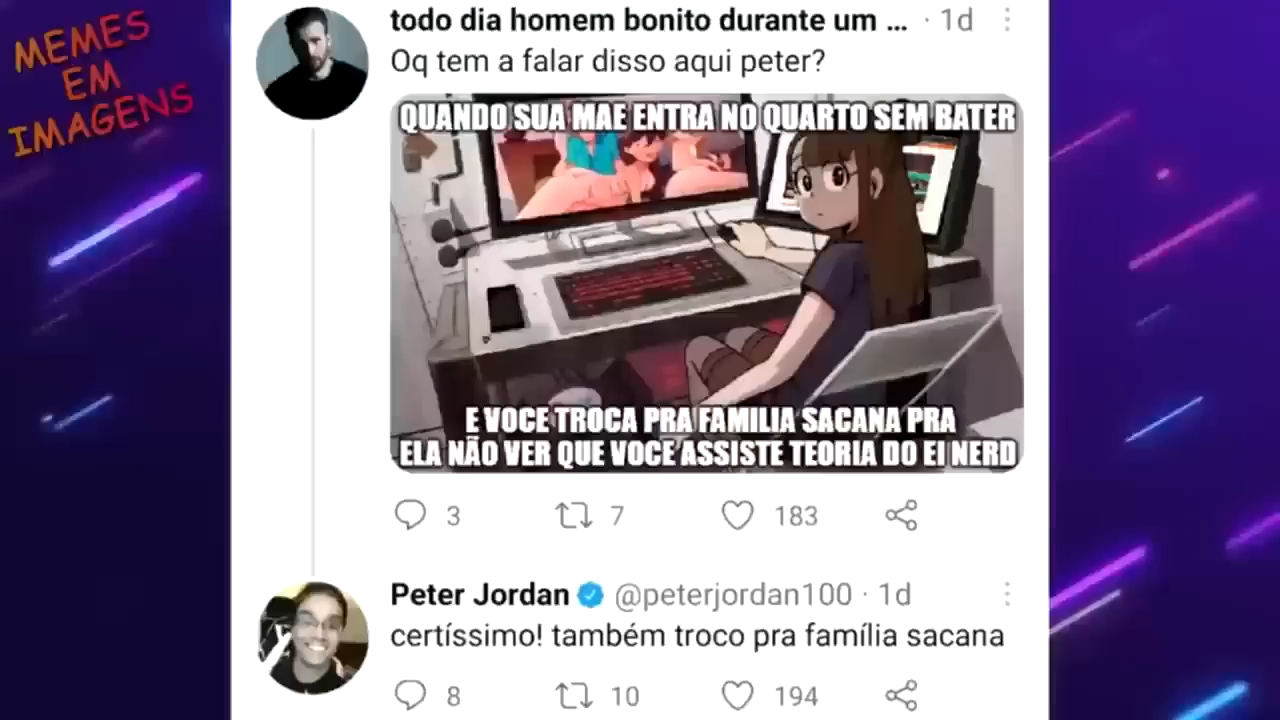 MEMES
EM
IMAGENS
todo dia homem bonito durante um ... · 1d
Oq tem a falar disso aqui peter?
QUANDO SUA MAE ENTRA NO QUARTO SEM BATER
E VOCE TROCA PRA FAMILIA SACANA PRA
ELA NÃO VER QUE VOCE ASSISTE TEORIA DO EI NERD
3 7 183
Peter Jordan @peterjordan100 · 1d
certíssimo! também troco pra família sacana
8 10 194